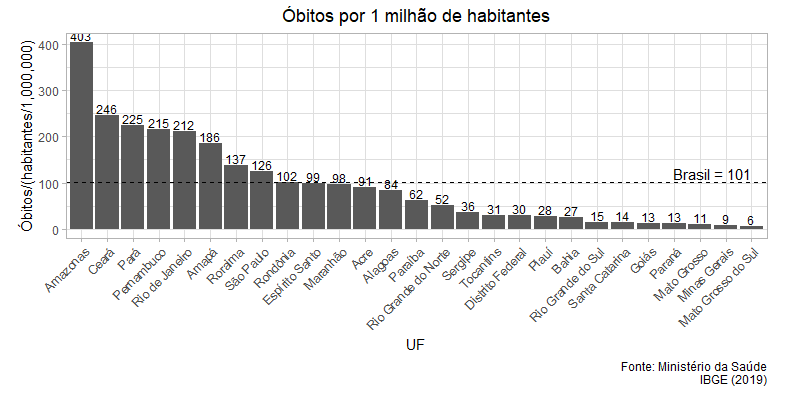 Óbitos por 1 milhão de habitantes
Óbitos/(habitantes/1,000,000)
400
300
200
100
0
403
246
225
215
212
186
137
126
102
99
98
91
84
62
52
36
31
30
28
27
15
14
13
13
11
9
6
Brasil = 101
Amazonas
Ceará
Pará
Pernambuco
Rio de Janeiro
Amapá
Roraima
São Paulo
Rondônia
Espírito Santo
Maranhão
Acre
Alagoas
Paraíba
Rio Grande do Norte
Sergipe
Tocantins
Distrito Federal
Piauí
Bahia
Rio Grande do Sul
Santa Catarina
Goiás
Paraná
Mato Grosso
Minas Gerais
Mato Grosso do Sul
UF
Fonte: Ministério da Saúde
IBGE (2019)